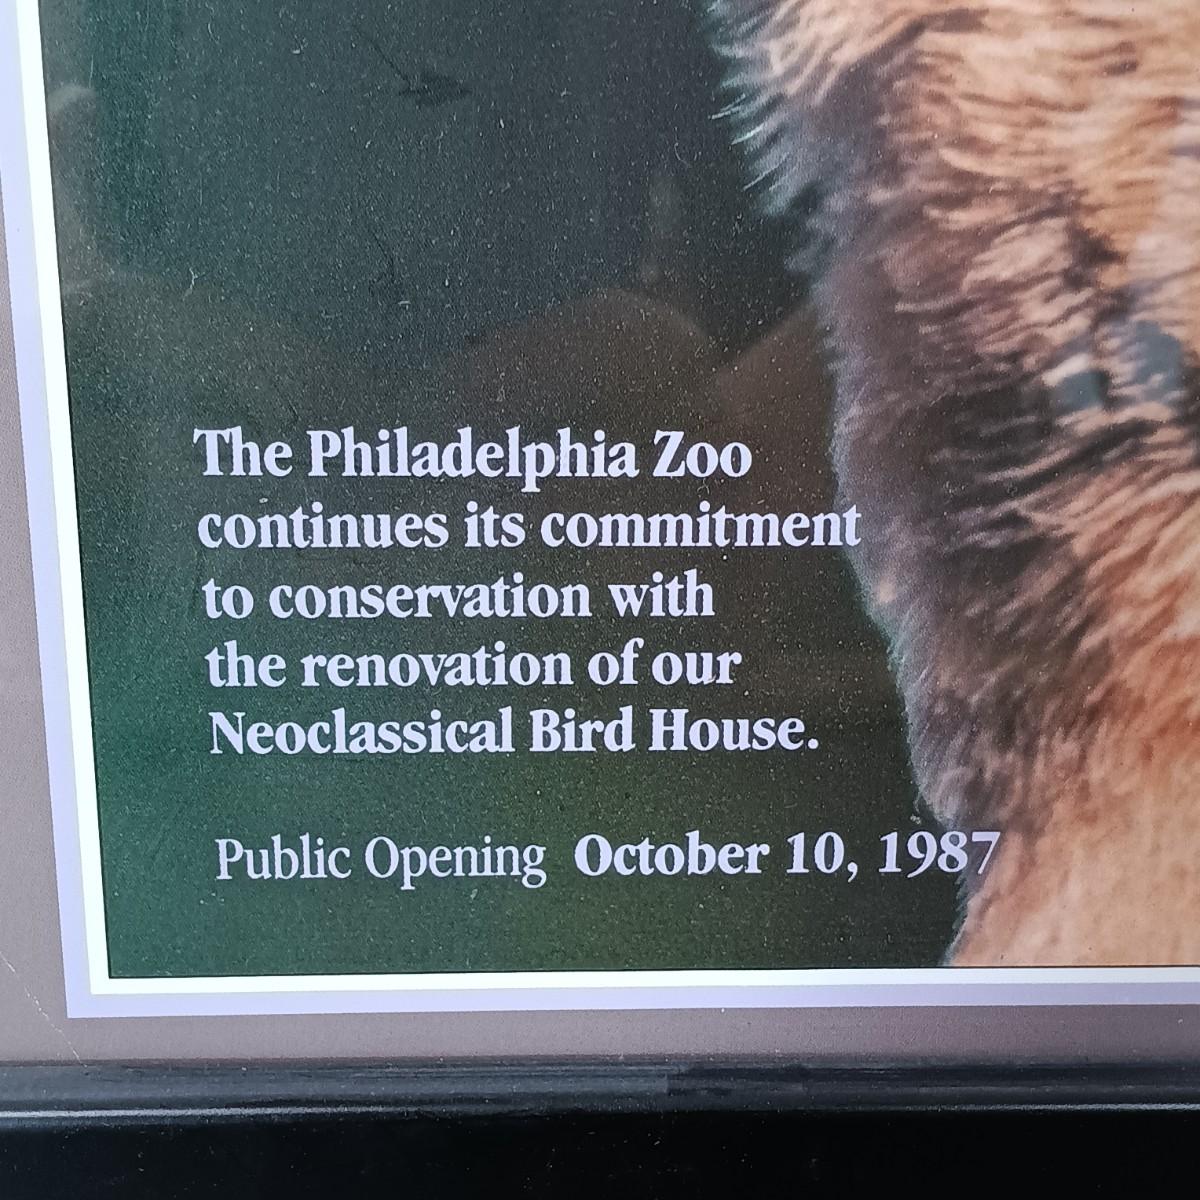 The Philadelphia Zoo
continues its commitment
to conservation with
the renovation of our
Neoclassical Bird House.
Public Opening October 10, 1987